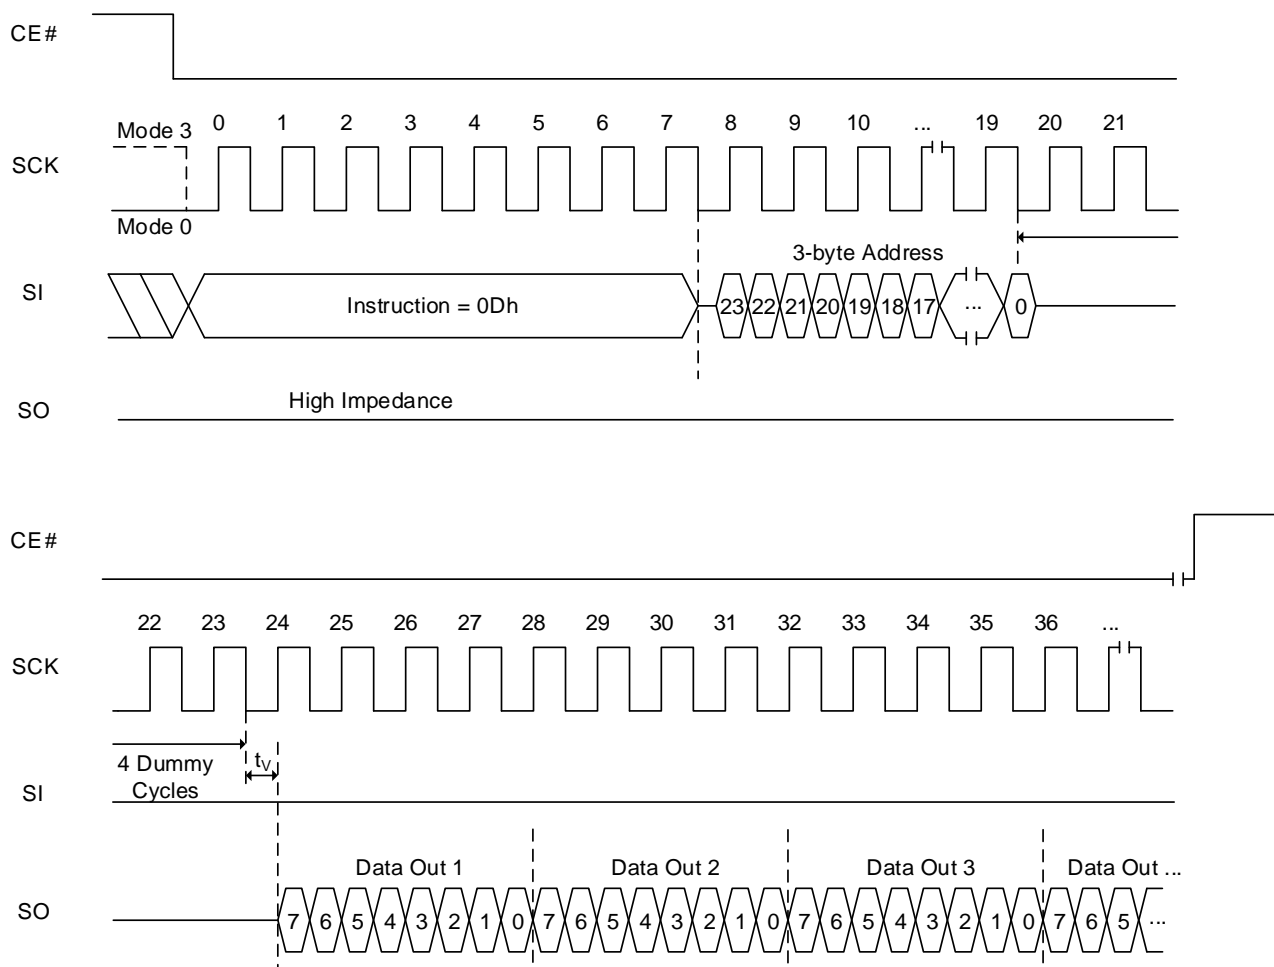 CE#
Mode 3 0 1 2 3 4 5 6 7 8 9 10 ... 19 20 21
SCK
Mode 0
3-byte Address
SI
Instruction = 0Dh 23 22 21 20 19 18 17 ... 0
High Impedance
SO
CE#
22 23 24 25 26 27 28 29 30 31 32 33 34 35 36 ...
SCK
4 Dummy Cycles
tV
SI
Data Out 1 Data Out 2 Data Out 3 Data Out ...
SO
7 6 5 4 3 2 1 0 7 6 5 4 3 2 1 0 7 6 5 4 3 2 1 0 7 6 5 ...